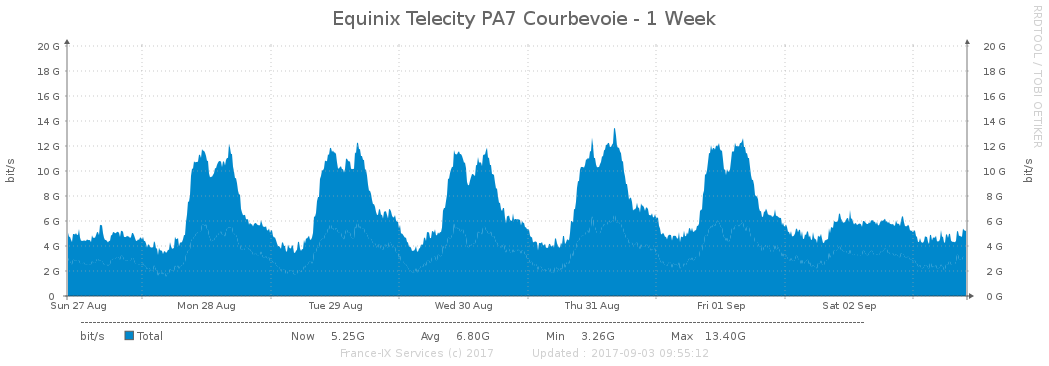 Equinix Telecity PA7 Courbevoie - 1 Week
RRDTOOL / TOBI OETIKER
bit/s
20 G 20 G
18 G 18 G
16 G 16 G
14 G 14 G
12 G 12 G
10 G 10 G
8 G 8 G
6 G 6 G
4 G 4 G
2 G 2 G
0 0 G
bit/s
Sun 27 Aug Mon 28 Aug Tue 29 Aug Wed 30 Aug Thu 31 Aug Fri 01 Sep Sat 02 Sep
bit/s Total Now 5.25G Avg 6.80G Min 3.26G Max 13.40G
France-IX Services (c) 2017 Updated : 2017-09-03 09:55:12